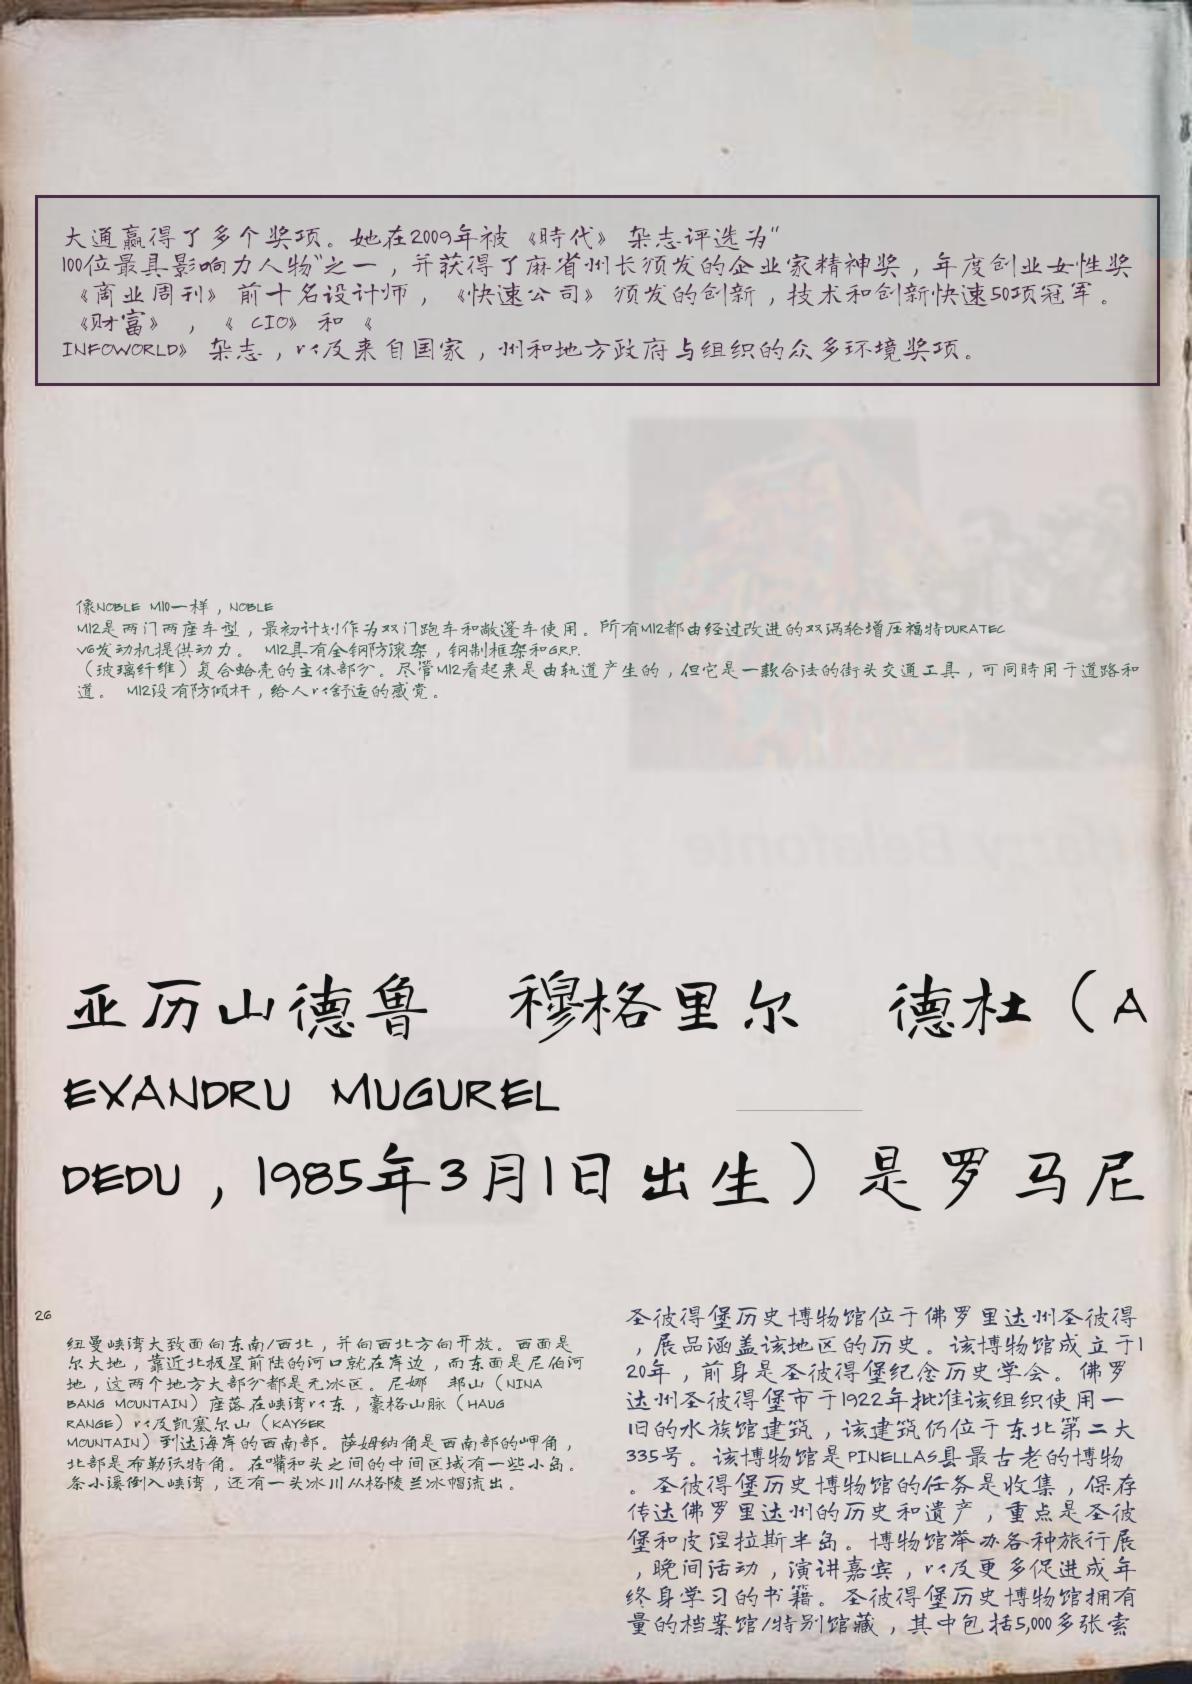 大通赢得了多个奖项。她在2009年被《時代》杂志评选为"
100位最具影响力人物"之一，并获得了麻省州长颁发的企业家精神奖，年度创业女性奖
《商业周刊》前十名设计师，《快速公司》颁发的创新，技术和创新快速50项冠军。
《财富》，《CIO》和《
INFOWORLD》杂志，以及来自国家，州和地方政府与组织的众多环境奖项。
像NOBLE M10一样，NOBLE
M12是两门两座车型，最初计划作为双门跑车和敞篷车使用。所有M12都由经过改进的双涡轮增压福特DURATEC
V6发动机提供动力。 M12具有全钢防滚架，钢制框架和G.R.P.
（玻璃纤维）复合蛤壳的主体部分。尽管M12看起来是由轨道产生的，但它是一款合法的街头交通工具，可同時用于道路和
道。 M12没有防倾杆，给人以舒适的感觉。
亚历山德鲁 穆格里尔 德杜（A
EXANDRU MUGUREL
DEDU，1985年3月1日出生）是罗马尼
26
纽曼峡湾大致面向东南/西北，并向西北方向开放。西面是
尔大地，靠近北极星前陆的河口就在岸边，而东面是尼伯河
地，这两个地方大部分都是无冰区。尼娜 邦山（NINA
BANG MOUNTAIN）座落在峡湾以东，豪格山脉（HAUG
RANGE）以及凯塞尔山（KAYSER
MOUNTAIN）到达海岸的西南部。萨姆纳角是西南部的岬角，
北部是布勒沃特角。在嘴和头之间的中间区域有一些小岛。
条小溪倒入峡湾，还有一头冰川从格陵兰冰帽流出。
圣彼得堡历史博物馆位于佛罗里达州圣彼得
，展品涵盖该地区的历史。该博物馆成立于1
20年，前身是圣彼得堡纪念历史学会。佛罗
达州圣彼得堡市于1922年批准该组织使用一
旧的水族馆建筑，该建筑仍位于东北第二大
335号。该博物馆是PINELLAS县最古老的博物
。圣彼得堡历史博物馆的任务是收集，保存
传达佛罗里达州的历史和遗产，重点是圣彼
堡和皮涅拉斯半岛。博物馆举办各种旅行展
，晚间活动，演讲嘉宾，以及更多促进成年
终身学习的书籍。圣彼得堡历史博物馆拥有
量的档案馆/特别馆藏，其中包括5,000多张索